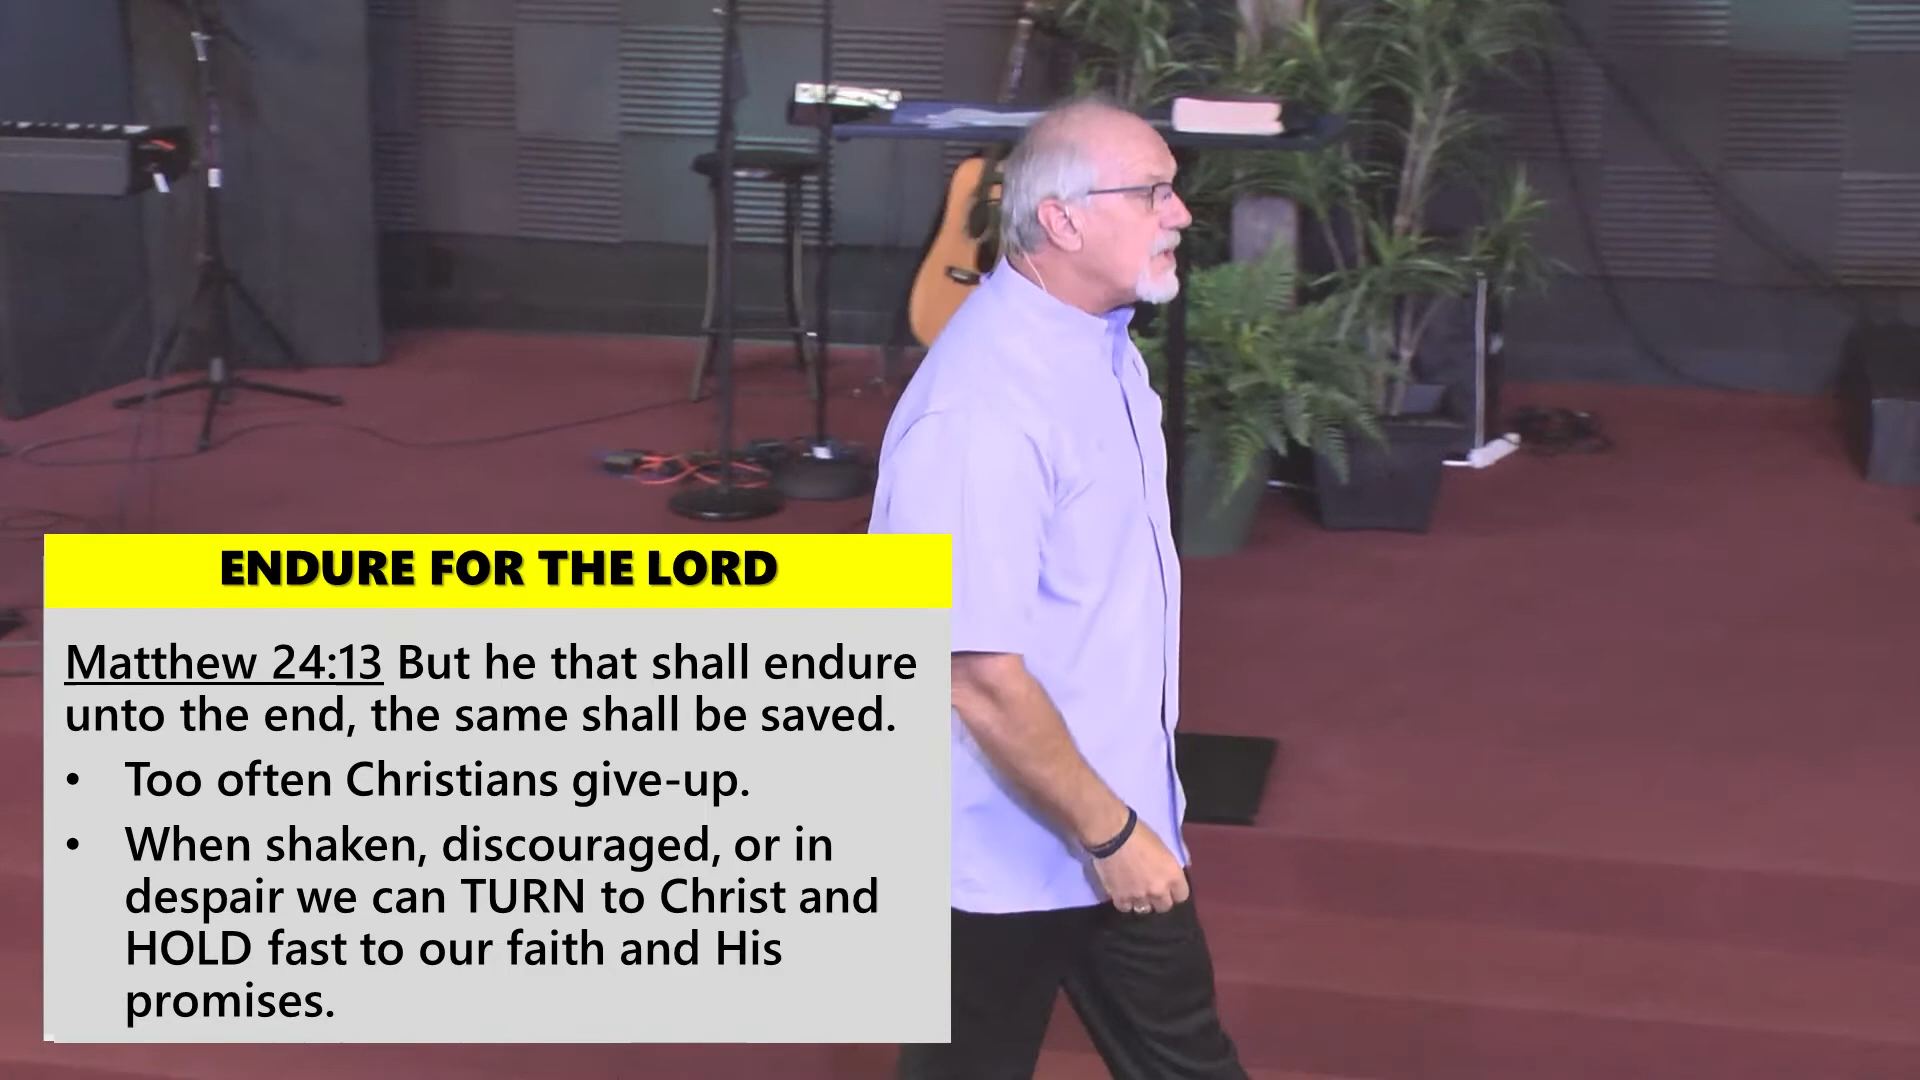 ENDURE FOR THE LORD
Matthew 24:13 But he that shall endure
unto the end, the same shall be saved.
• Too often Christians give-up.
• When shaken, discouraged, or in
despair we can TURN to Christ and
HOLD fast to our faith and His
promises.